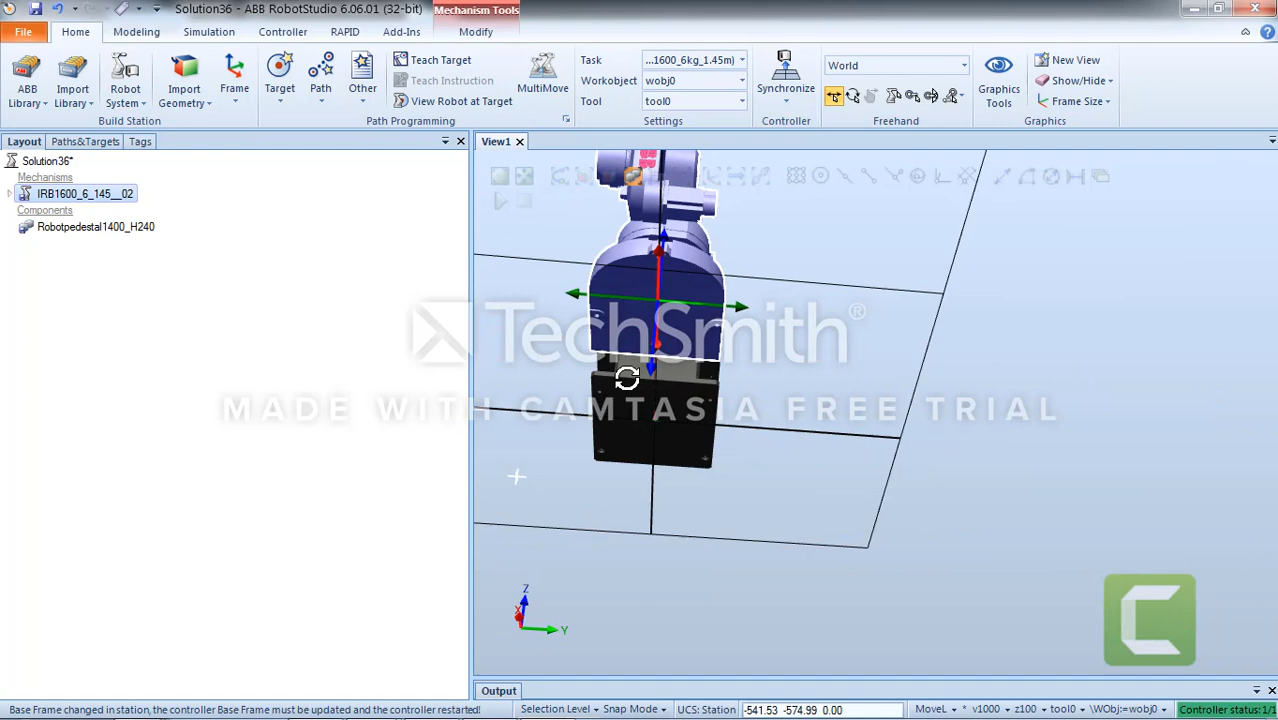 Solution36 - ABB RobotStudio 6.06.01 (32-bit)
Mechanism Tools
File
Home
Modeling
Simulation
Controller
RAPID
Add-Ins
Modify
ABB Library
Import Library
Robot System
Import Geometry
Frame
Build Station
Target
Path
Other
Teach Target
Teach Instruction
View Robot at Target
MultiMove
Path Programming
Task ...1600_6kg_1.45m)
Workobject wobj0
Tool tool0
Settings
Synchronize
Controller
World
Freehand
Graphics Tools
New View
Show/Hide
Frame Size
Graphics
Layout
Paths&Targets
Tags
View1
Solution36*
Mechanisms
IRB1600_6_145__02
Components
Robotpedestal1400_H240
TechSmith®
MADE WITH CAMTASIA FREE TRIAL
Z
X
Y
C
Output
Base Frame changed in station, the controller Base Frame must be updated and the controller restarted!
Selection Level
Snap Mode
UCS: Station
-541.53 -574.99 0.00
MoveL * v1000 z100 tool0 \WObj:=wobj0
Controller status: 1/1